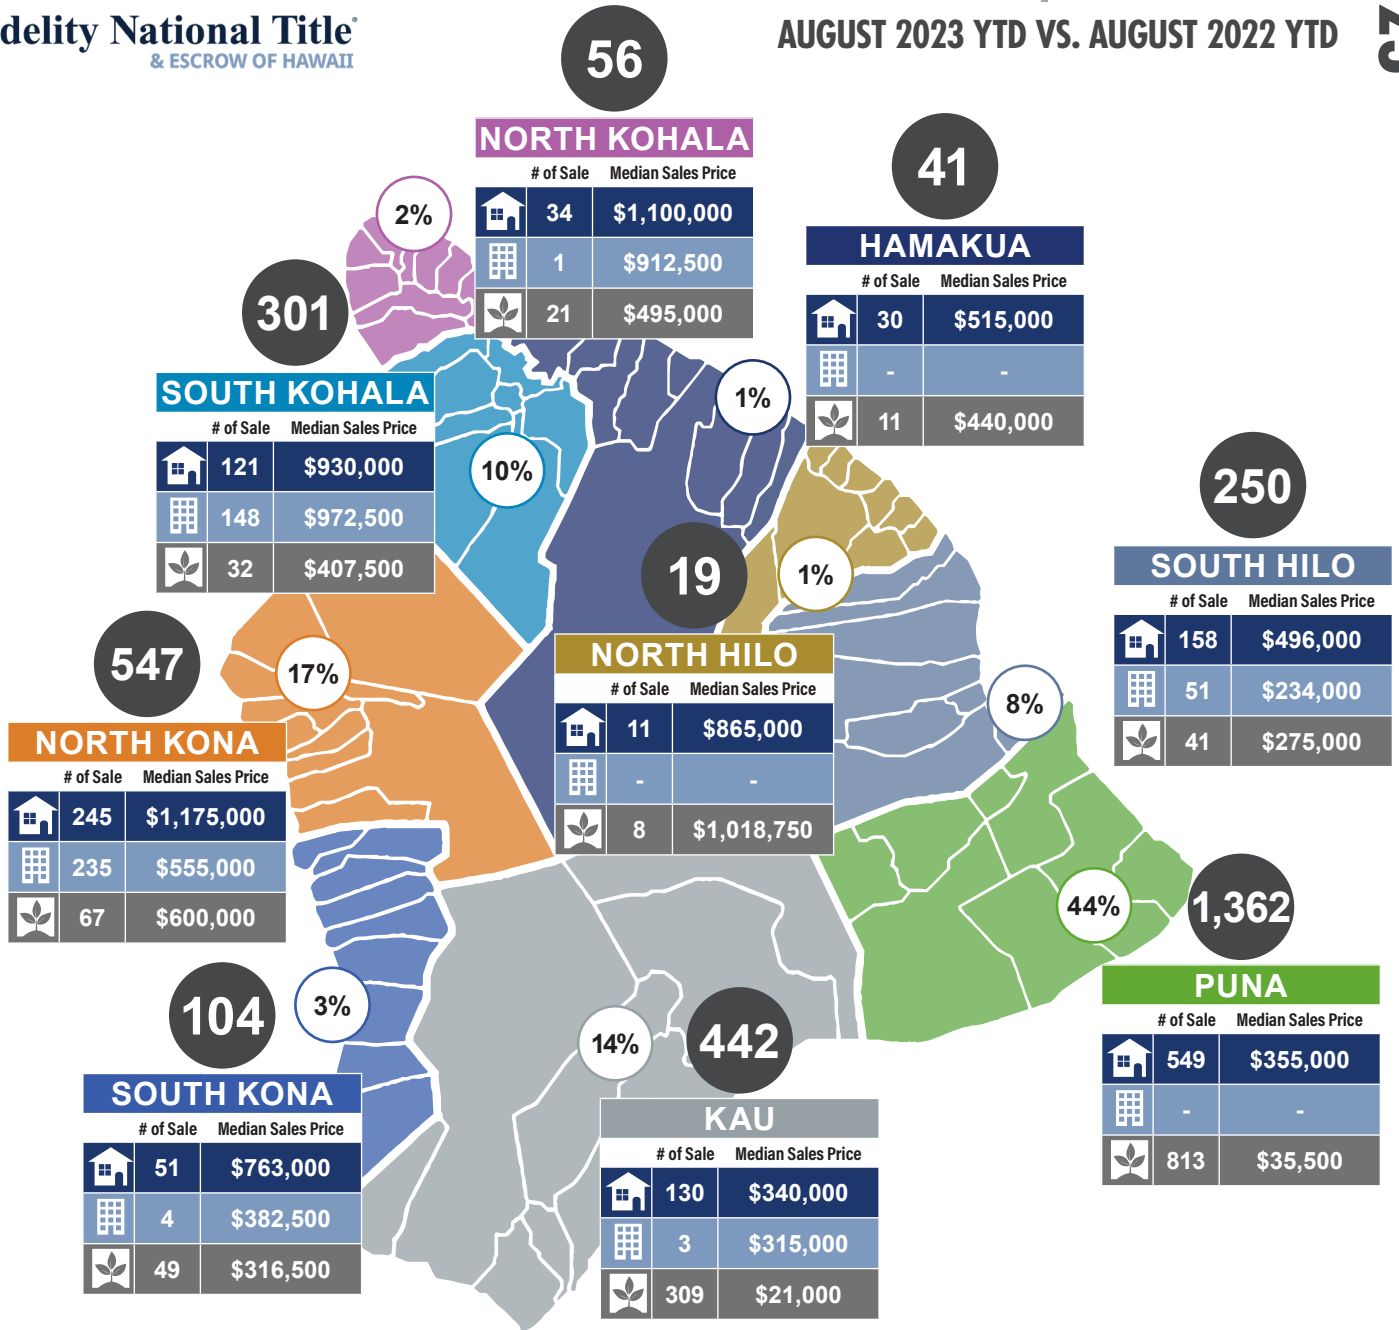 delity National Title
& ESCROW OF HAWAII
AUGUST 2023 YTD VS. AUGUST 2022 YTD
56
NORTH KOHALA
# of Sale Median Sales Price
34 $1,100,000
1 $912,500
21 $495,000
2%
41
HAMAKUA
# of Sale Median Sales Price
30 $515,000
- -
11 $440,000
1%
301
SOUTH KOHALA
# of Sale Median Sales Price
121 $930,000
148 $972,500
32 $407,500
10%
250
SOUTH HILO
# of Sale Median Sales Price
158 $496,000
51 $234,000
41 $275,000
8%
19
1%
NORTH HILO
# of Sale Median Sales Price
11 $865,000
- -
8 $1,018,750
547
17%
NORTH KONA
# of Sale Median Sales Price
245 $1,175,000
235 $555,000
67 $600,000
44%
1,362
PUNA
# of Sale Median Sales Price
549 $355,000
- -
813 $35,500
104
3%
SOUTH KONA
# of Sale Median Sales Price
51 $763,000
4 $382,500
49 $316,500
14%
442
KAU
# of Sale Median Sales Price
130 $340,000
3 $315,000
309 $21,000